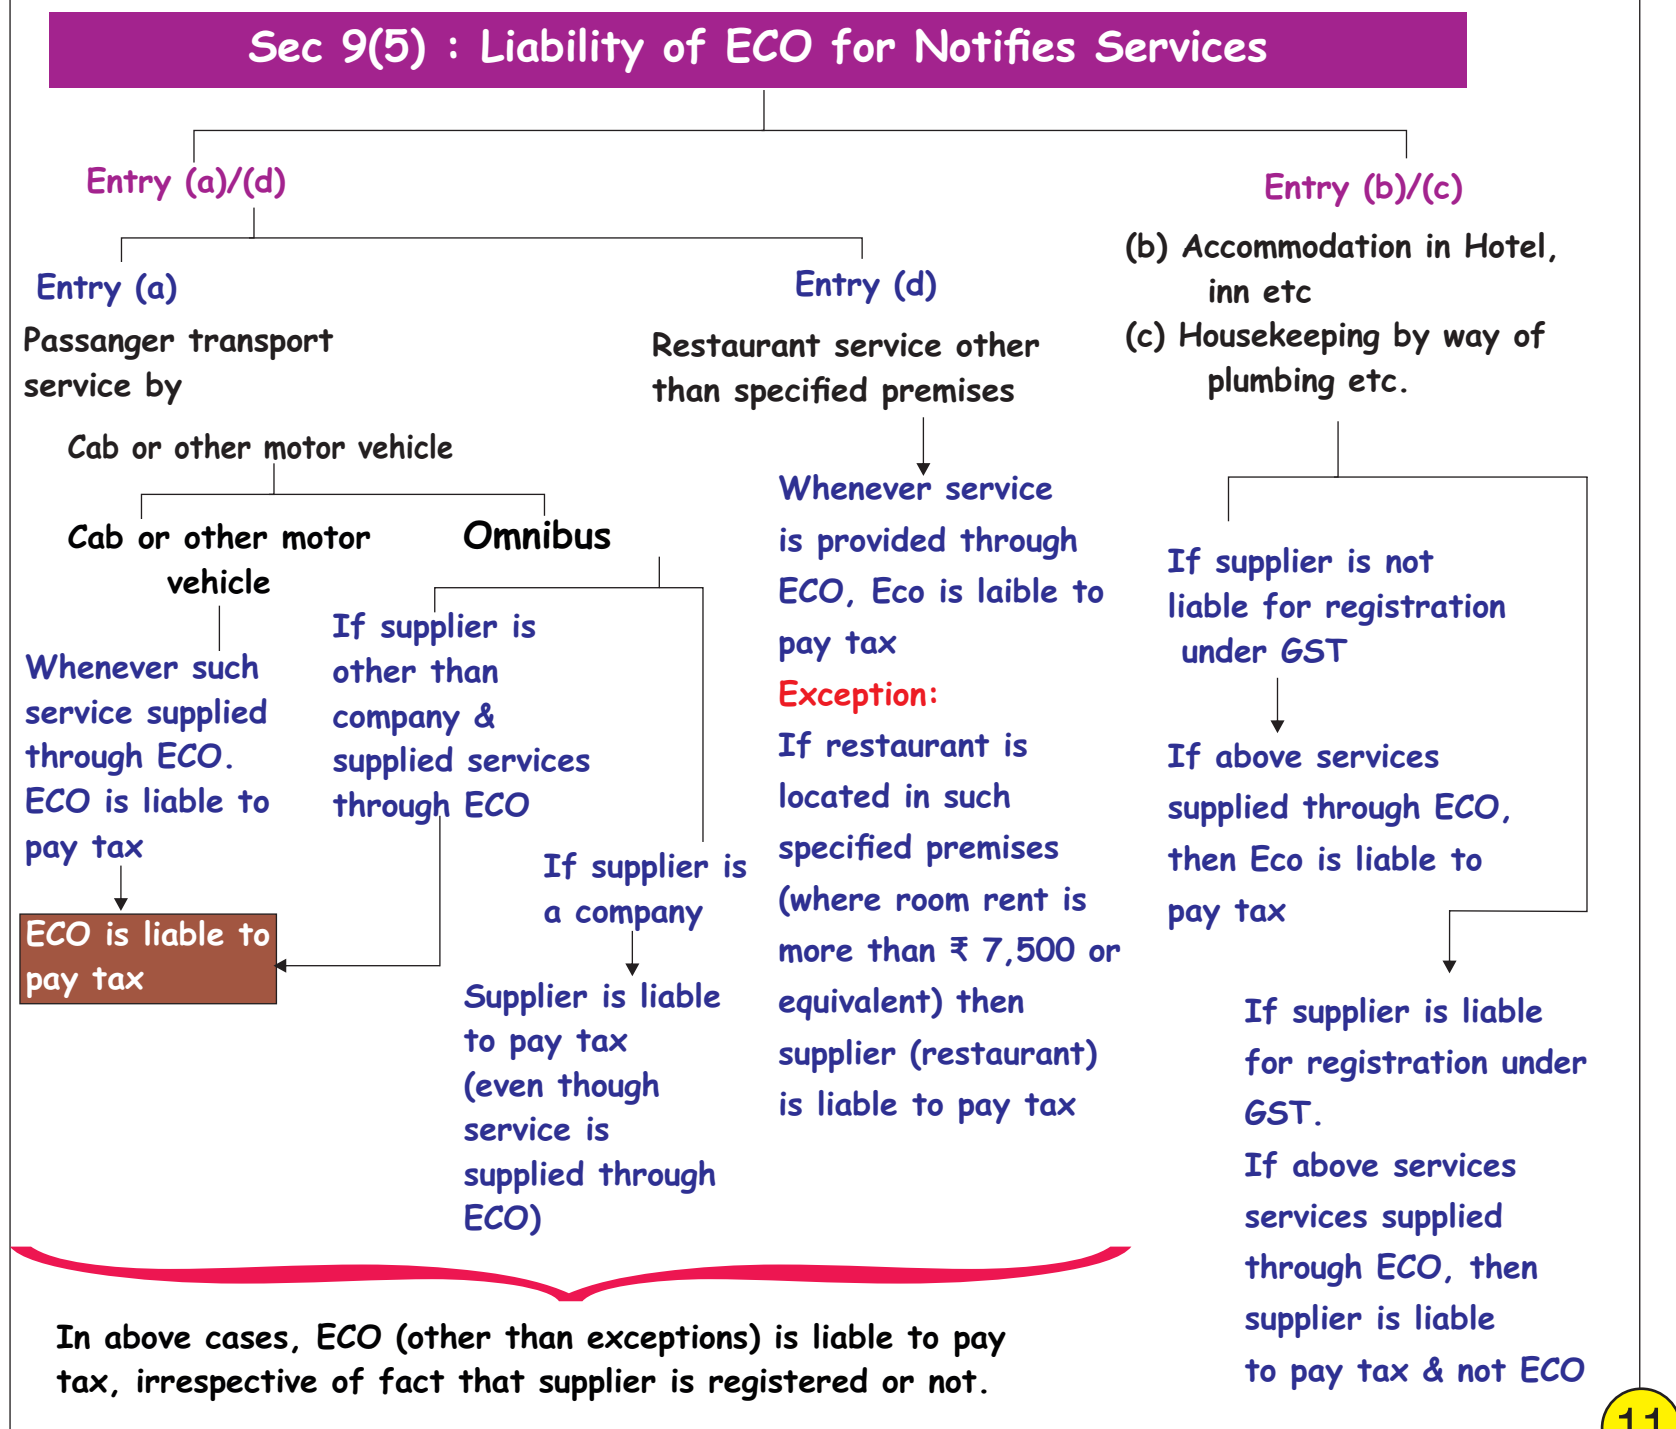 Sec 9(5) : Liability of ECO for Notifies Services
Entry (a)/(d)
Entry (a)
Passanger transport
service by
Cab or other motor vehicle
Cab or other motor
vehicle
Whenever such
service supplied
through ECO.
ECO is liable to
pay tax
ECO is liable to
pay tax
Omnibus
If supplier is
other than
company &
supplied services
through ECO
If supplier is
a company
Supplier is liable
to pay tax
(even though
service is
supplied through
ECO)
Entry (d)
Restaurant service other
than specified premises
Whenever service
is provided through
ECO, Eco is laible to
pay tax
Exception:
If restaurant is
located in such
specified premises
(where room rent is
more than ₹ 7,500 or
equivalent) then
supplier (restaurant)
is liable to pay tax
In above cases, ECO (other than exceptions) is liable to pay
tax, irrespective of fact that supplier is registered or not.
Entry (b)/(c)
(b) Accommodation in Hotel,
inn etc
(c) Housekeeping by way of
plumbing etc.
If supplier is not
liable for registration
under GST
If above services
supplied through ECO,
then Eco is liable to
pay tax
If supplier is liable
for registration under
GST.
If above services
services supplied
through ECO, then
supplier is liable
to pay tax & not ECO
11